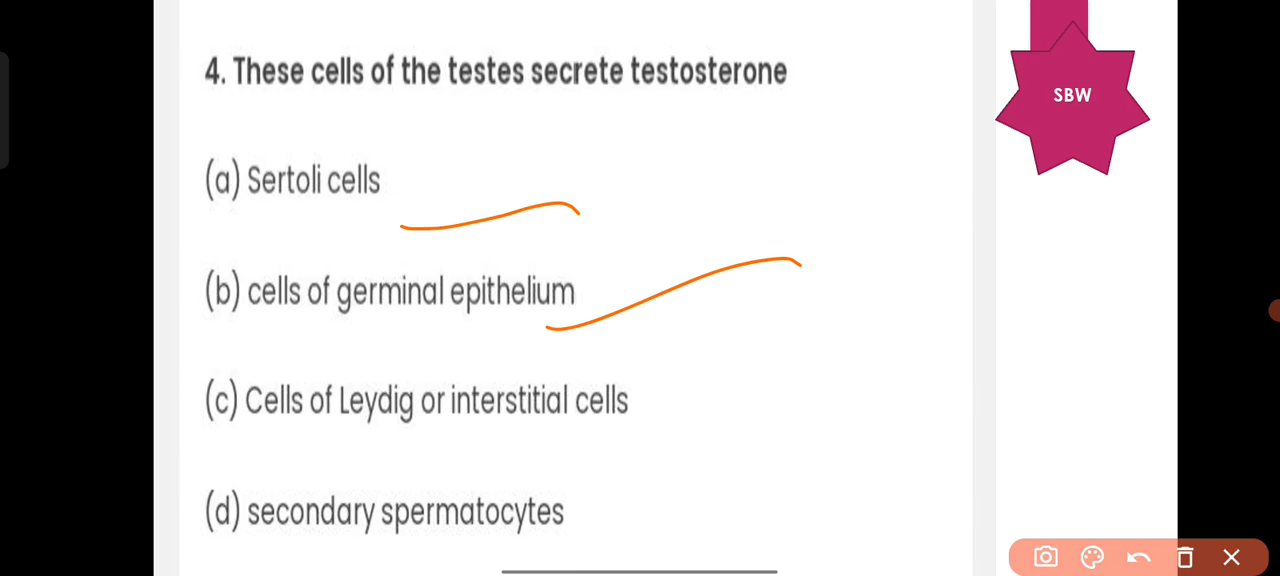 4. These cells of the testes secrete testosterone
SBW
(a) Sertoli cells
(b) cells of germinal epithelium
(c) Cells of Leydig or interstitial cells
(d) secondary spermatocytes